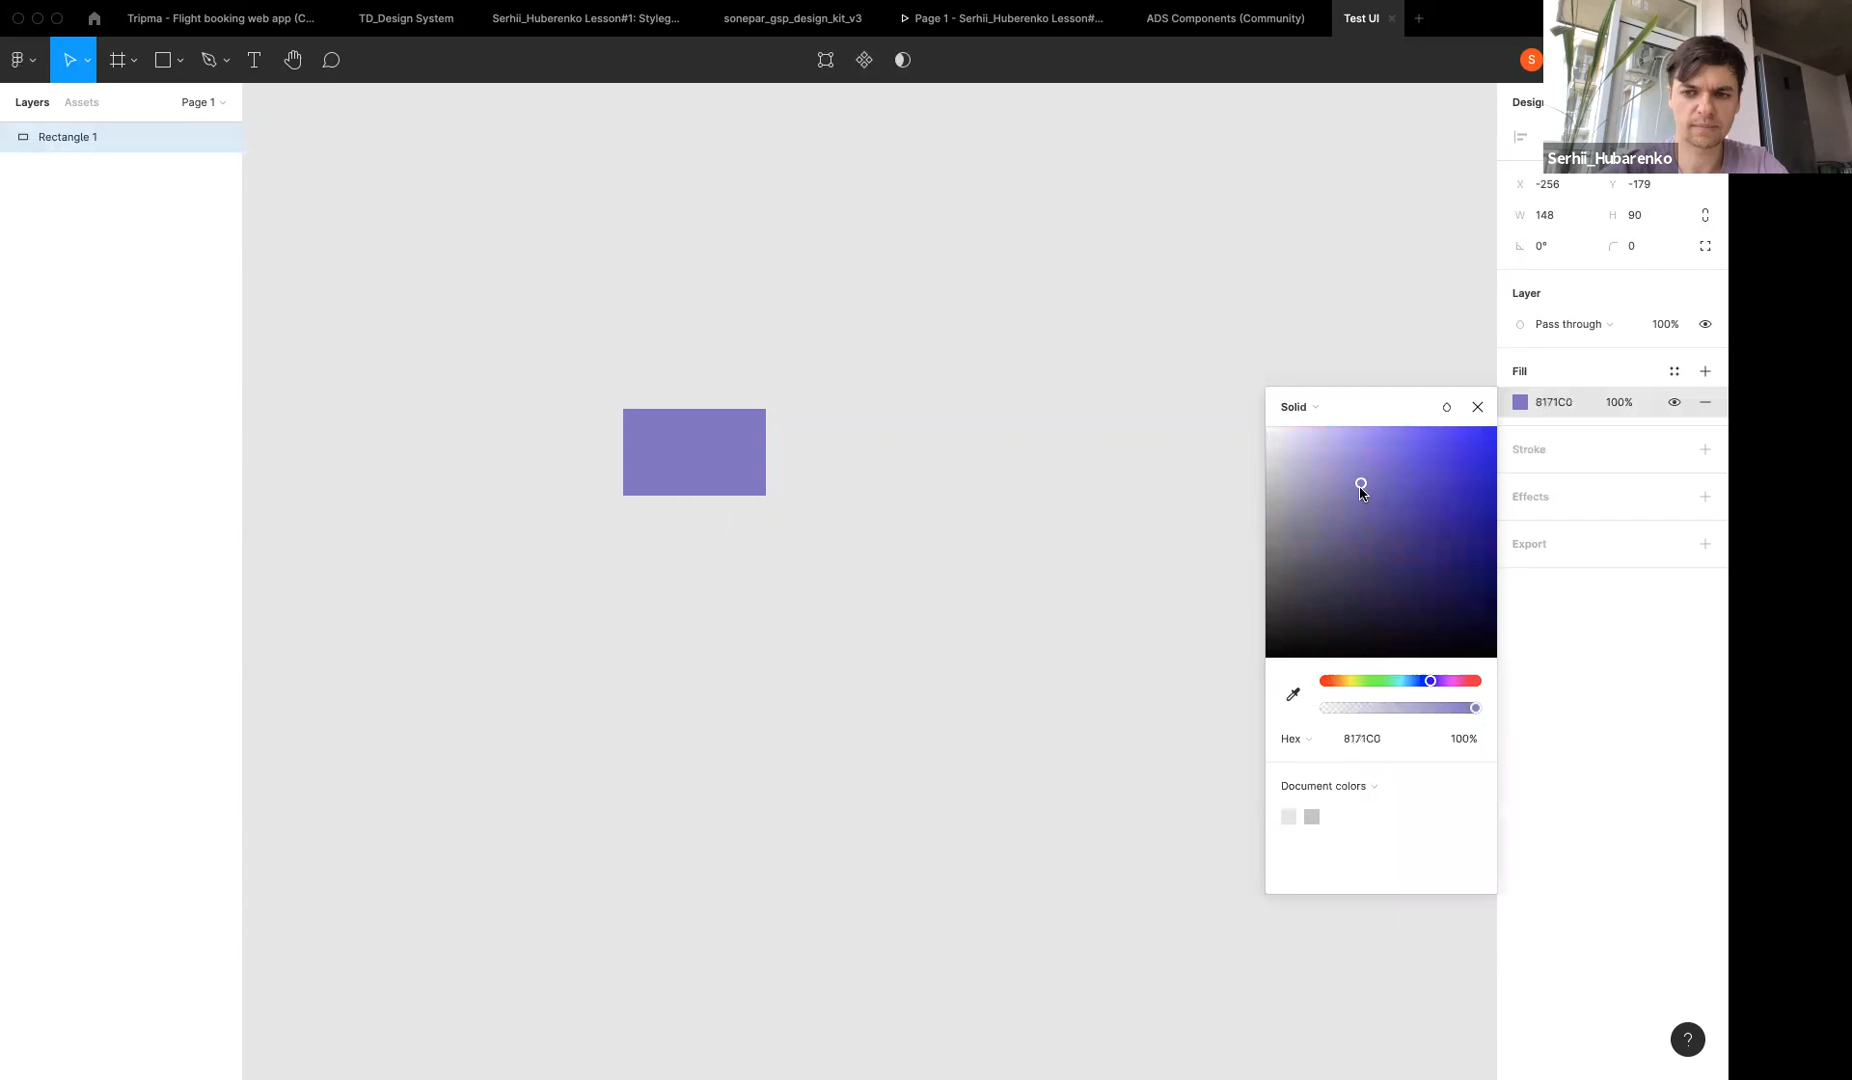 Tripma - Flight booking web app (C...
TD_Design System
Serhii_Huberenko Lesson#1: Styleg...
sonepar_gsp_design_kit_v3
Page 1 - Serhii_Huberenko Lesson#...
ADS Components (Community)
Test UI
S
Layers
Assets
Page 1
Rectangle 1
Serhii_Hubarenko
Desig
X -256 Y -179
W 148 H 90
0° 0
Layer
Pass through 100%
Fill
8171C0 100%
Stroke
Effects
Export
Solid
Hex 8171C0 100%
Document colors
?